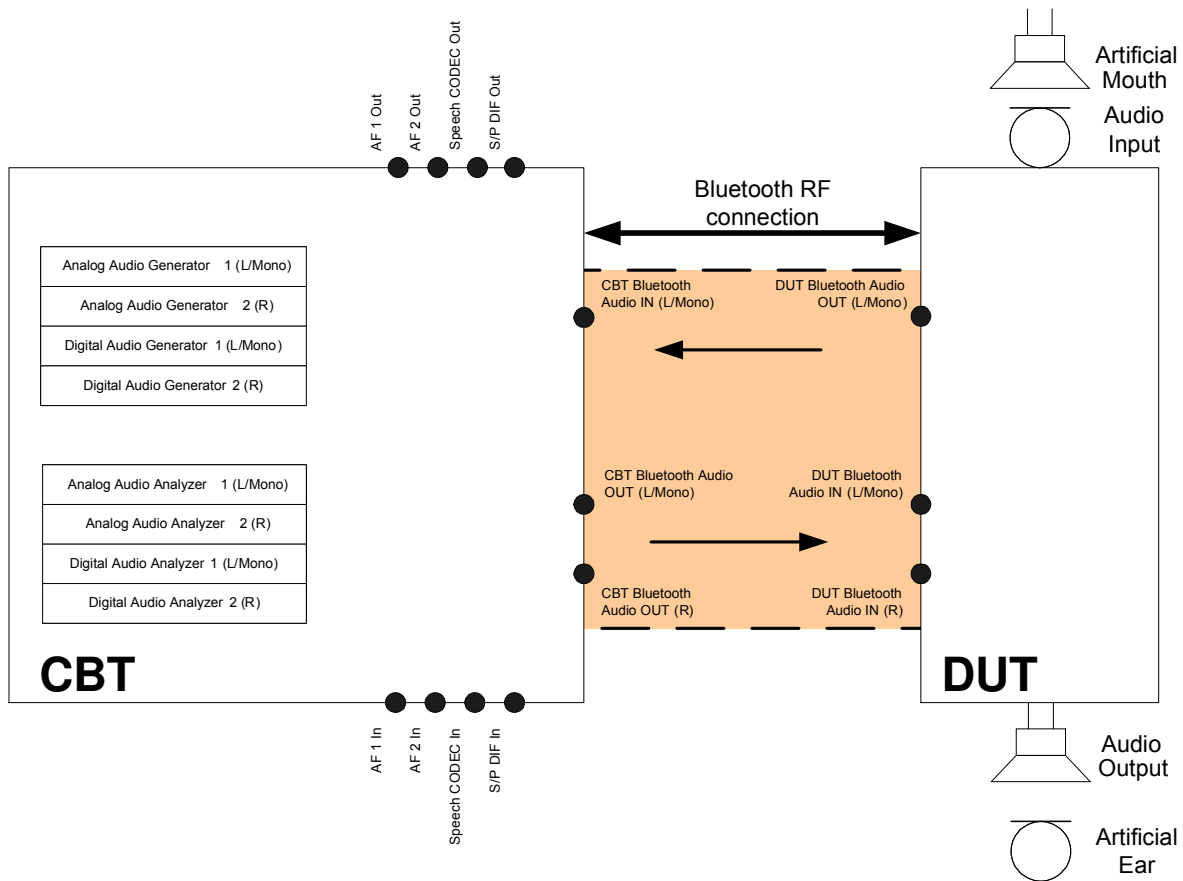 AF 1 Out
AF 2 Out
Speech CODEC Out
S/P DIF Out
Artificial
Mouth
Audio
Input
Bluetooth RF
connection
Analog Audio Generator 1 (L/Mono)
Analog Audio Generator 2 (R)
Digital Audio Generator 1 (L/Mono)
Digital Audio Generator 2 (R)
CBT Bluetooth
Audio IN (L/Mono)
DUT Bluetooth Audio
OUT (L/Mono)
Analog Audio Analyzer 1 (L/Mono)
Analog Audio Analyzer 2 (R)
Digital Audio Analyzer 1 (L/Mono)
Digital Audio Analyzer 2 (R)
CBT Bluetooth Audio
OUT (L/Mono)
DUT Bluetooth
Audio IN (L/Mono)
CBT Bluetooth
Audio OUT (R)
DUT Bluetooth
Audio IN (R)
CBT
DUT
AF 1 In
AF 2 In
Speech CODEC In
S/P DIF In
Audio
Output
Artificial
Ear